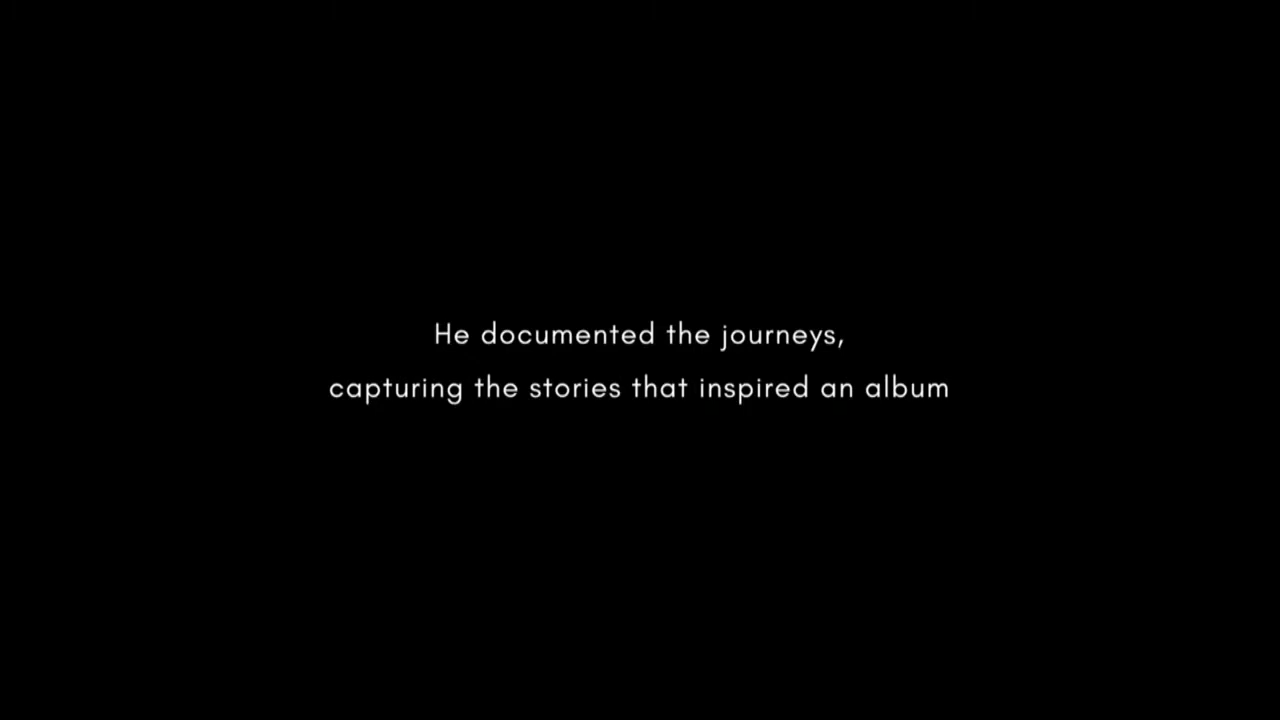 He documented the journeys,
capturing the stories that inspired an album